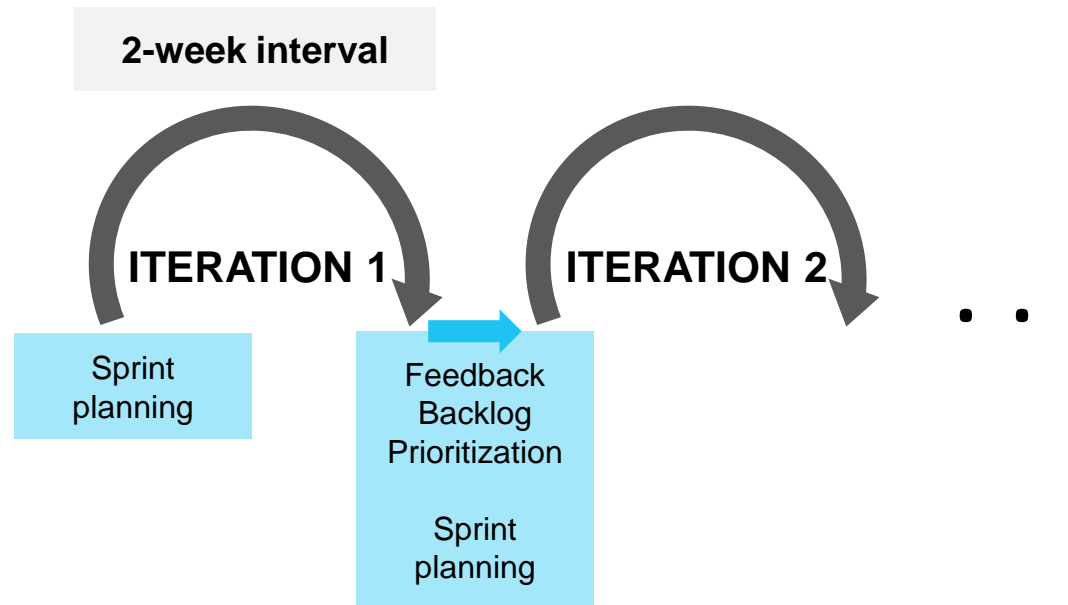 2-week interval
ITERATION 1
ITERATION 2
. .
Sprint
planning
Feedback
Backlog
Prioritization
Sprint
planning